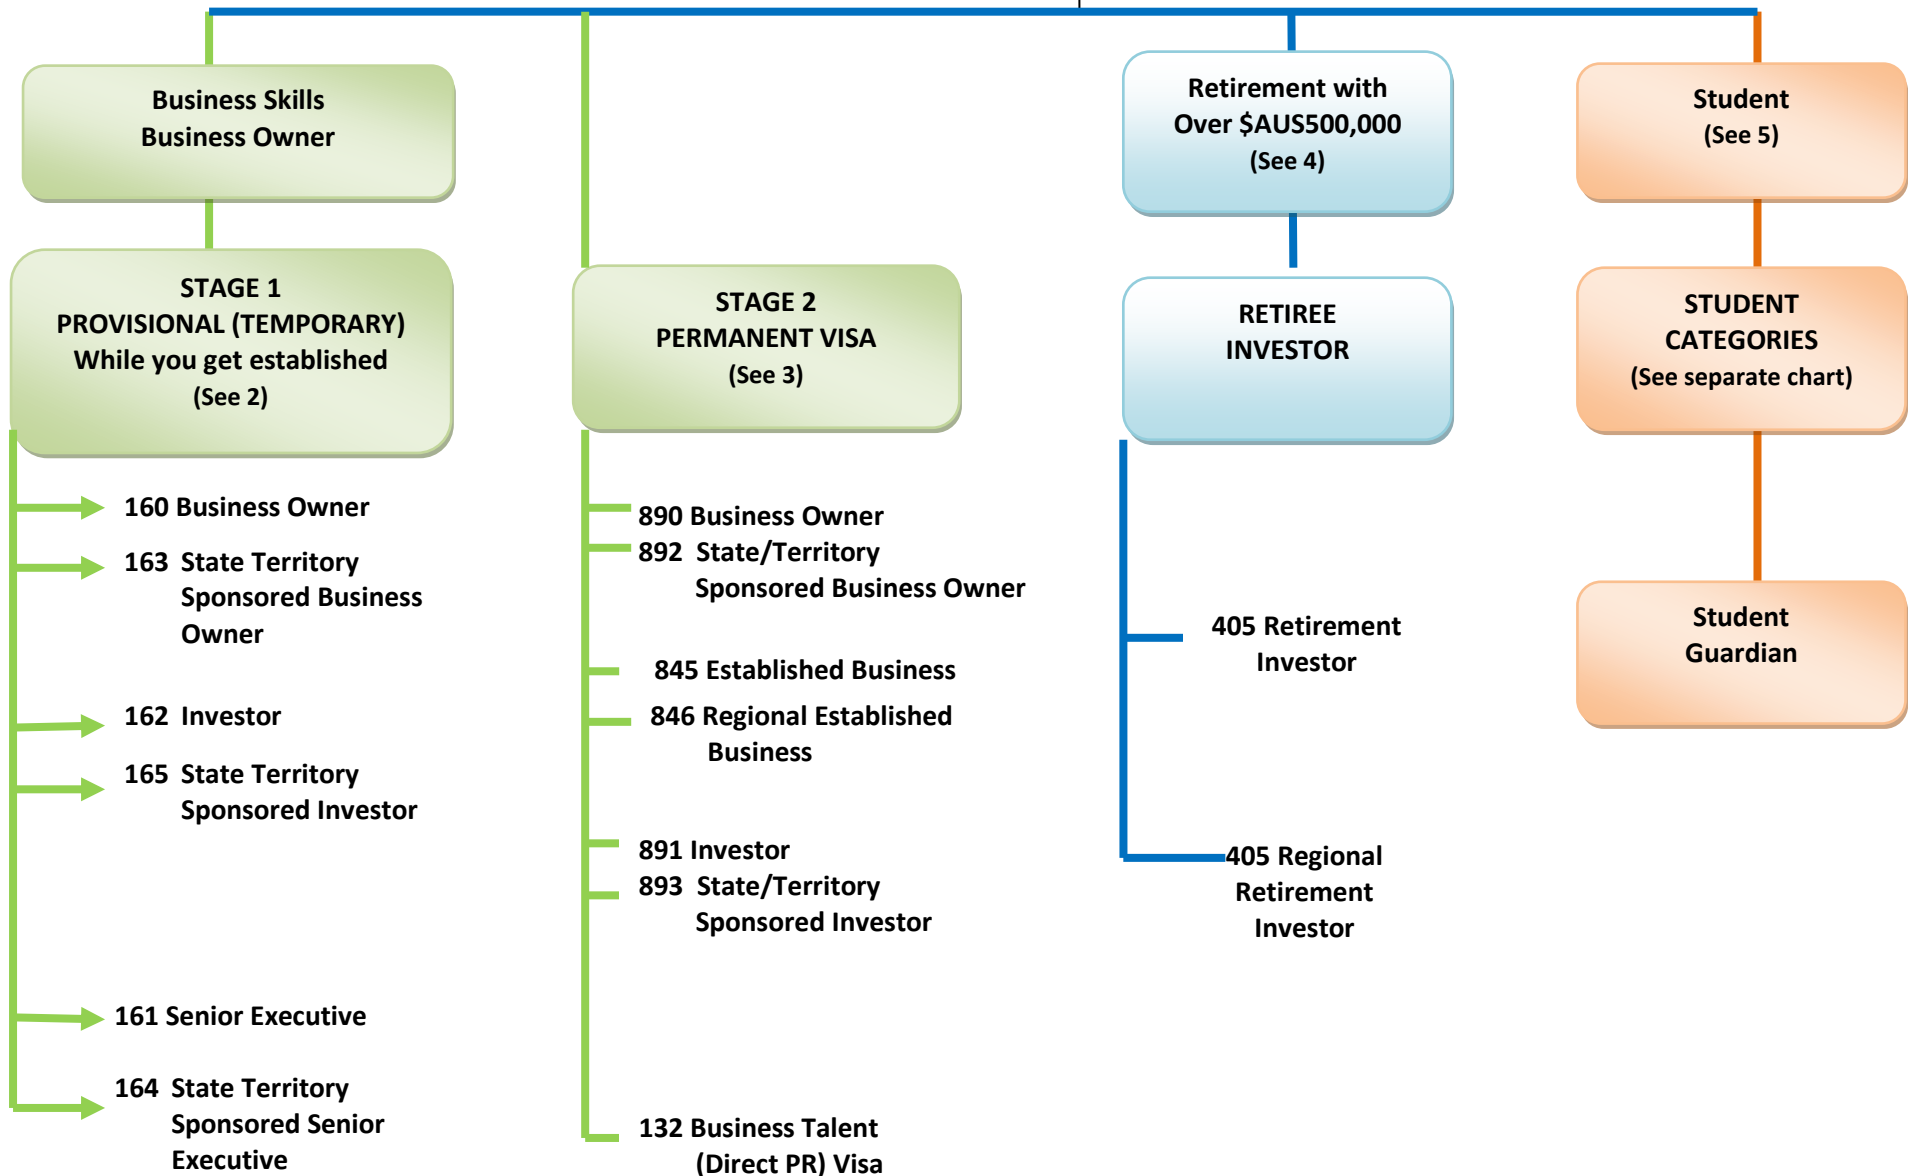 Business Skills
Business Owner
STAGE 1
PROVISIONAL (TEMPORARY)
While you get established
(See 2)
160 Business Owner
163 State Territory
Sponsored Business
Owner
162 Investor
165 State Territory
Sponsored Investor
161 Senior Executive
164 State Territory
Sponsored Senior
Executive
STAGE 2
PERMANENT VISA
(See 3)
890 Business Owner
892 State/Territory
Sponsored Business Owner
845 Established Business
846 Regional Established
Business
891 Investor
893 State/Territory
Sponsored Investor
132 Business Talent
(Direct PR) Visa
Retirement with
Over $AUS500,000
(See 4)
RETIREE
INVESTOR
405 Retirement
Investor
405 Regional
Retirement
Investor
Student
(See 5)
STUDENT
CATEGORIES
(See separate chart)
Student
Guardian